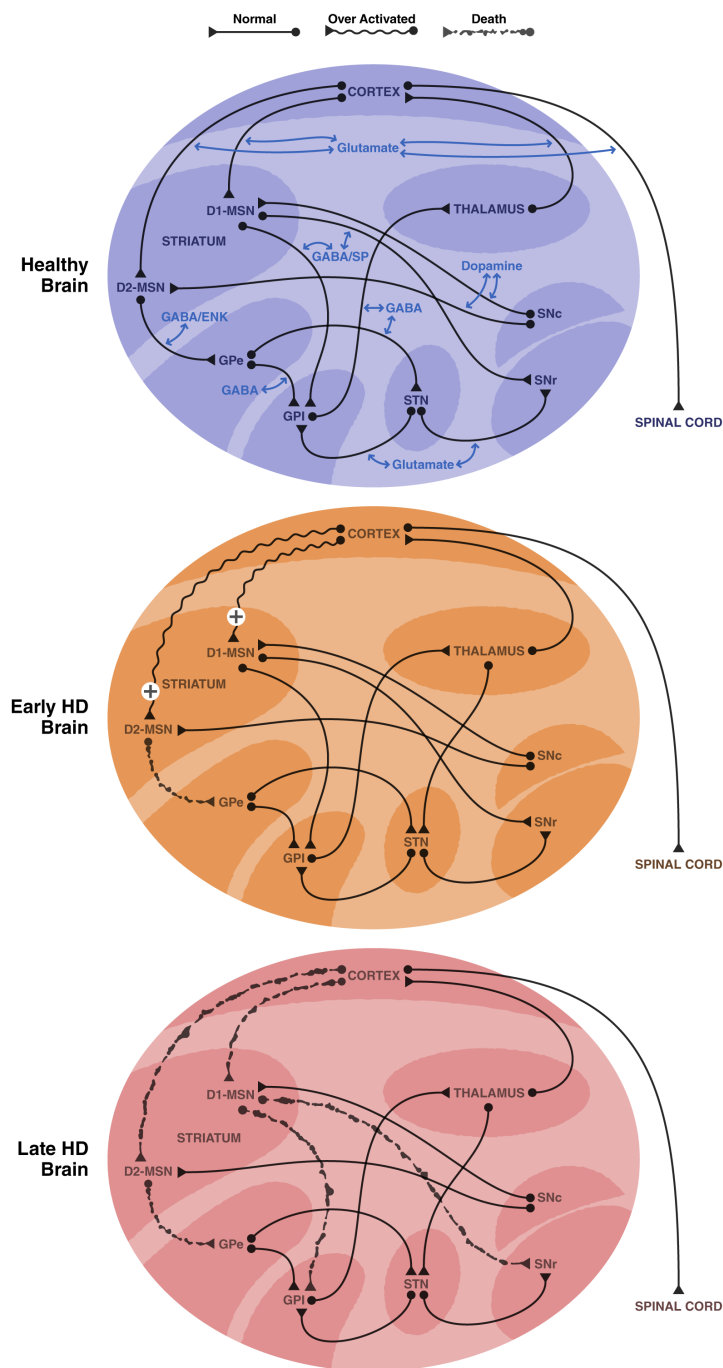 Normal Over Activated Death
CORTEX
Glutamate
D1-MSN
THALAMUS
STRIATUM
GABA/SP
Healthy
Brain
Dopamine
D2-MSN
GABA/ENK
GABA
SNc
GPe
SNr
GABA
STN
GPI
SPINAL CORD
Glutamate
CORTEX
D1-MSN
THALAMUS
STRIATUM
Early HD
Brain
D2-MSN
SNc
GPe
SNr
STN
GPI
SPINAL CORD
CORTEX
D1-MSN
THALAMUS
STRIATUM
Late HD
Brain
D2-MSN
SNc
GPe
SNr
STN
GPI
SPINAL CORD